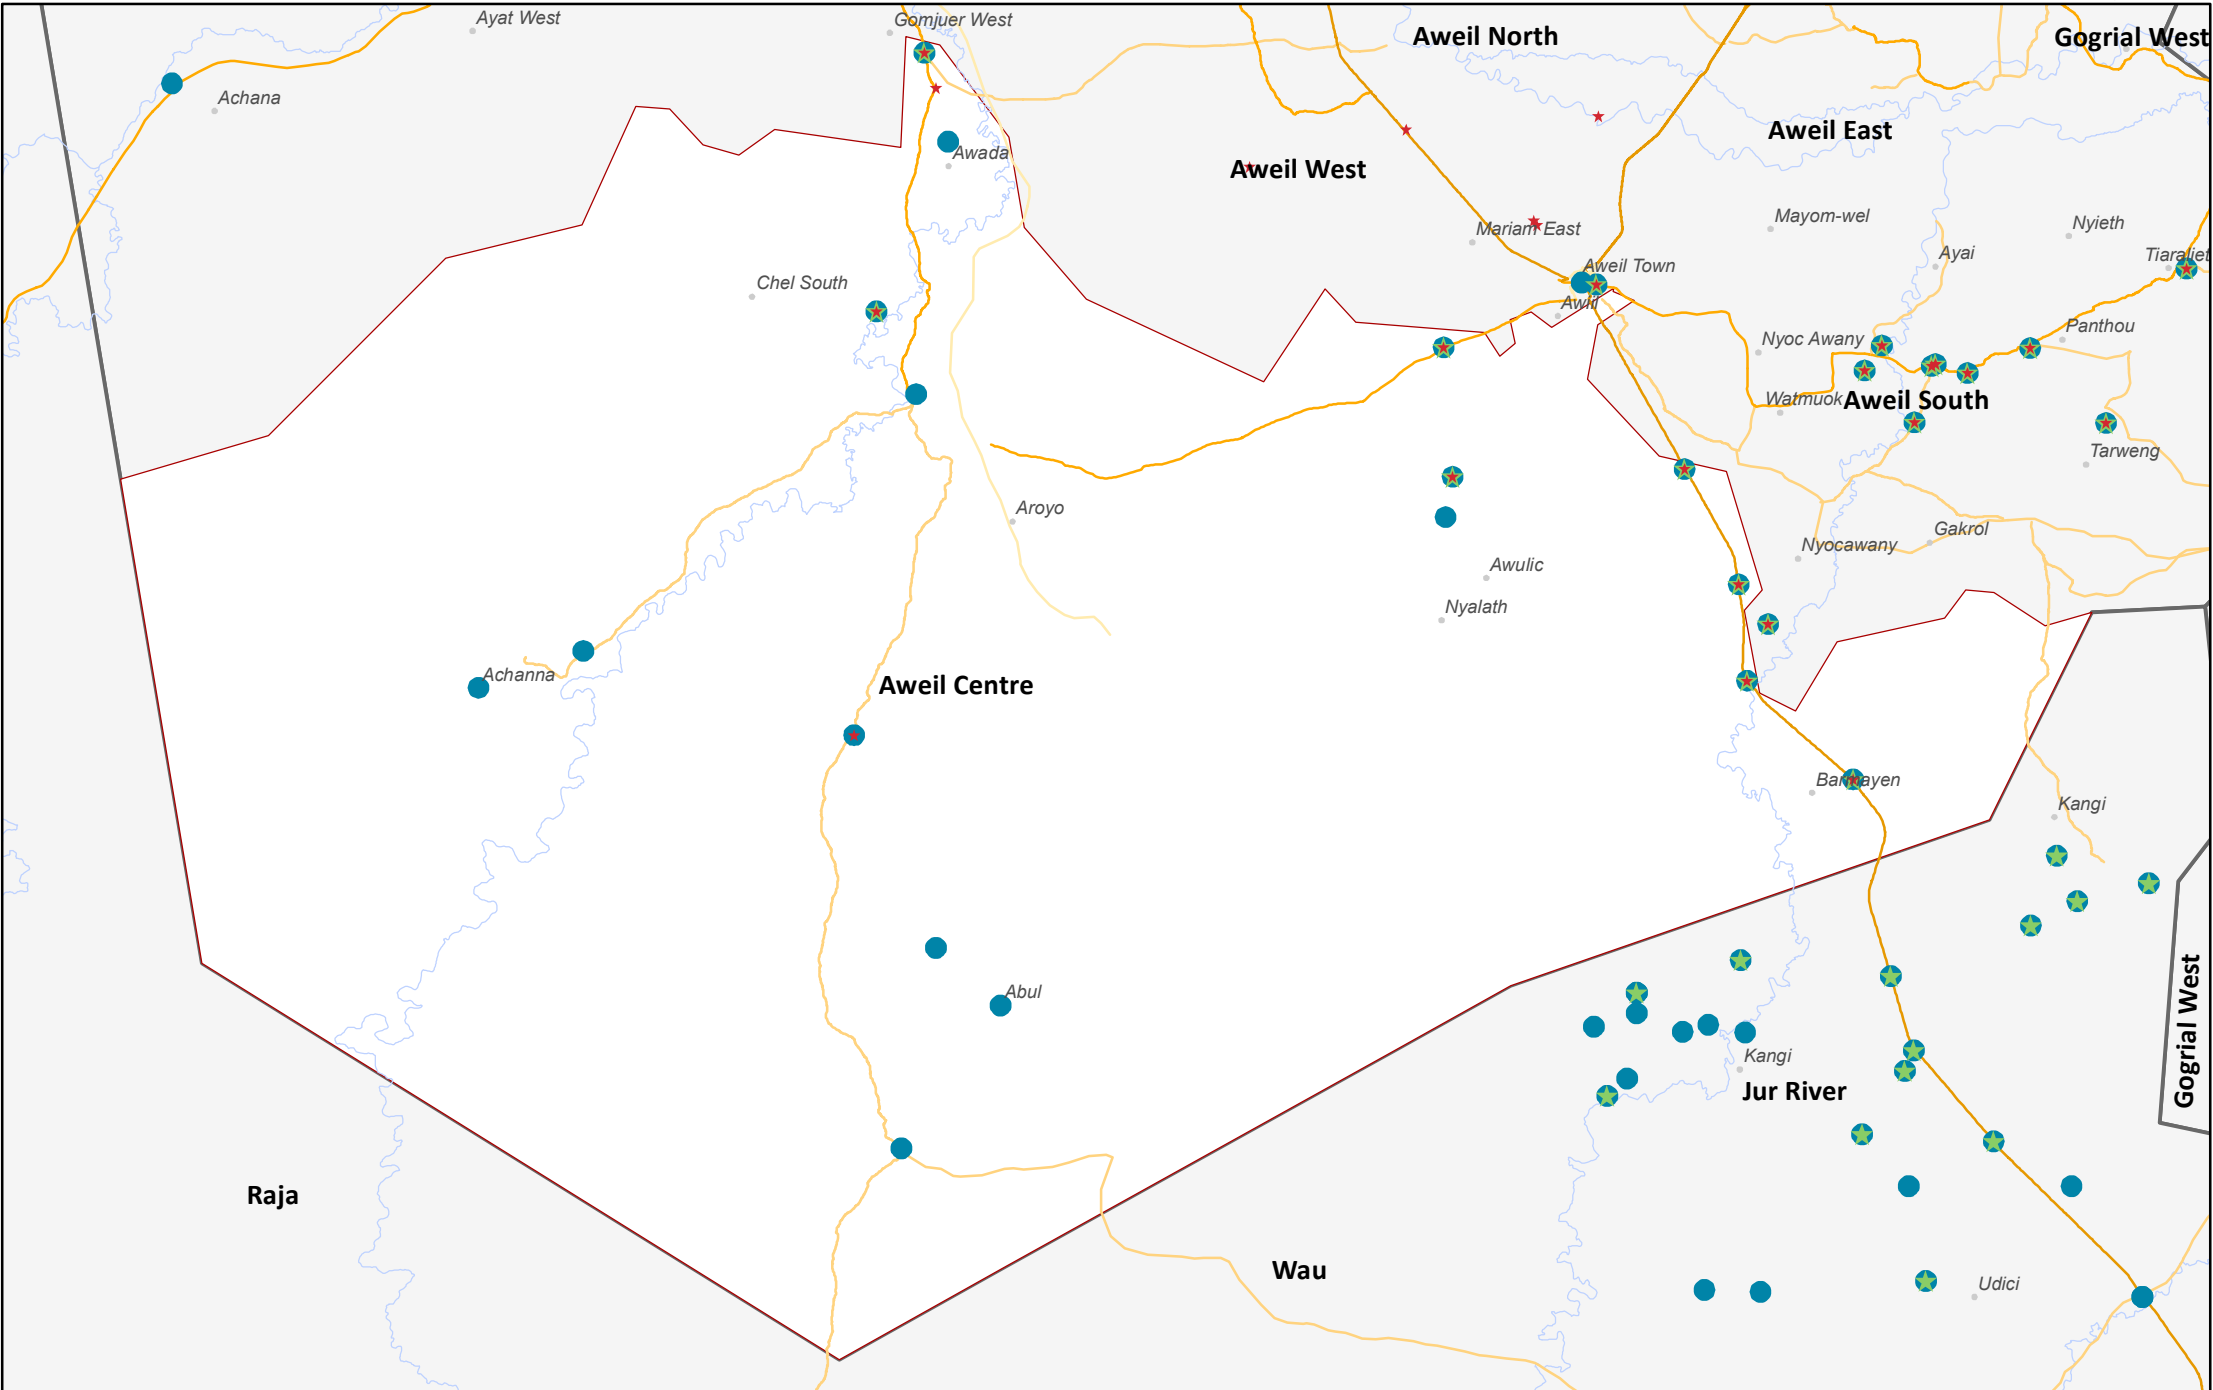 Ayat West
Gomjuer West
Aweil North
Gogrial West
Achana
Aweil East
Awada
Aweil West
Mayom-wel
Nyieth
Mariam East
Ayai
Tiaraliet
Aweil Town
Chel South
Awlil
Panthou
Nyoc Awany
Watmuok
Aweil South
Tarweng
Aroyo
Gakrol
Nyocawany
Awulic
Nyalath
Achanna
Aweil Centre
Barmayen
Kangi
Abul
Gogrial West
Kangi
Jur River
Raja
Wau
Udici